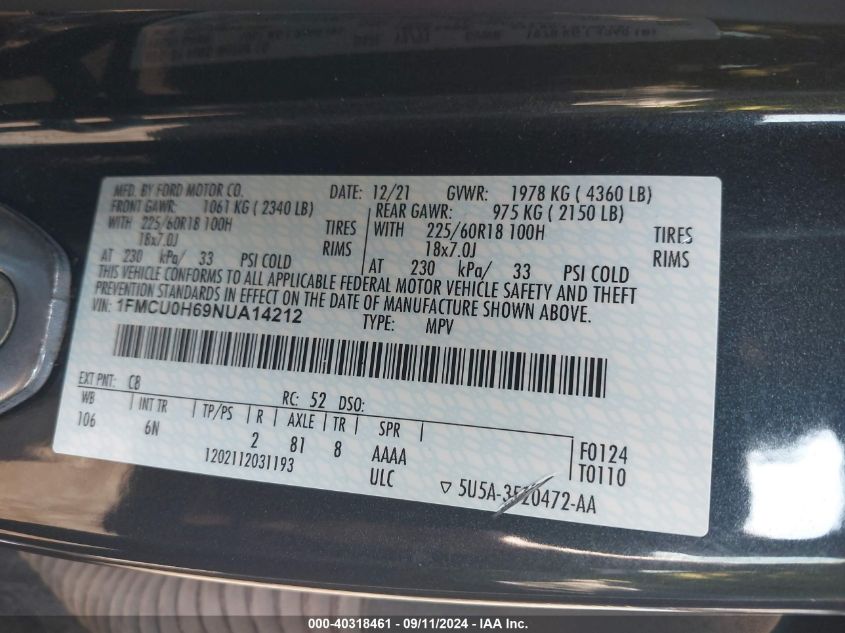 MFD. BY FORD MOTOR CO. DATE: 12/21 GVWR: 1978 KG ( 4360 LB)
FRONT GAWR: 1061 KG ( 2340 LB) REAR GAWR: 975 KG ( 2150 LB)
WITH 225/60R18 100H TIRES WITH 225/60R18 100H TIRES
18x7.0J RIMS 18x7.0J RIMS
AT 230 kPa/ 33 PSI COLD AT 230 kPa/ 33 PSI COLD
THIS VEHICLE CONFORMS TO ALL APPLICABLE FEDERAL MOTOR VEHICLE SAFETY AND THEFT
PREVENTION STANDARDS IN EFFECT ON THE DATE OF MANUFACTURE SHOWN ABOVE.
VIN: 1FMCU0H69NUA14212
TYPE: MPV
EXT PNT: C8 RC: 52 DSO:
WB INT TR TP/PS R AXLE TR SPR
106 6N 2 81 8 AAAA
1202112031193 ULC
F0124
T0110
▽ 5U5A-3520472-AA
000-40318461 - 09/11/2024 - IAA Inc.